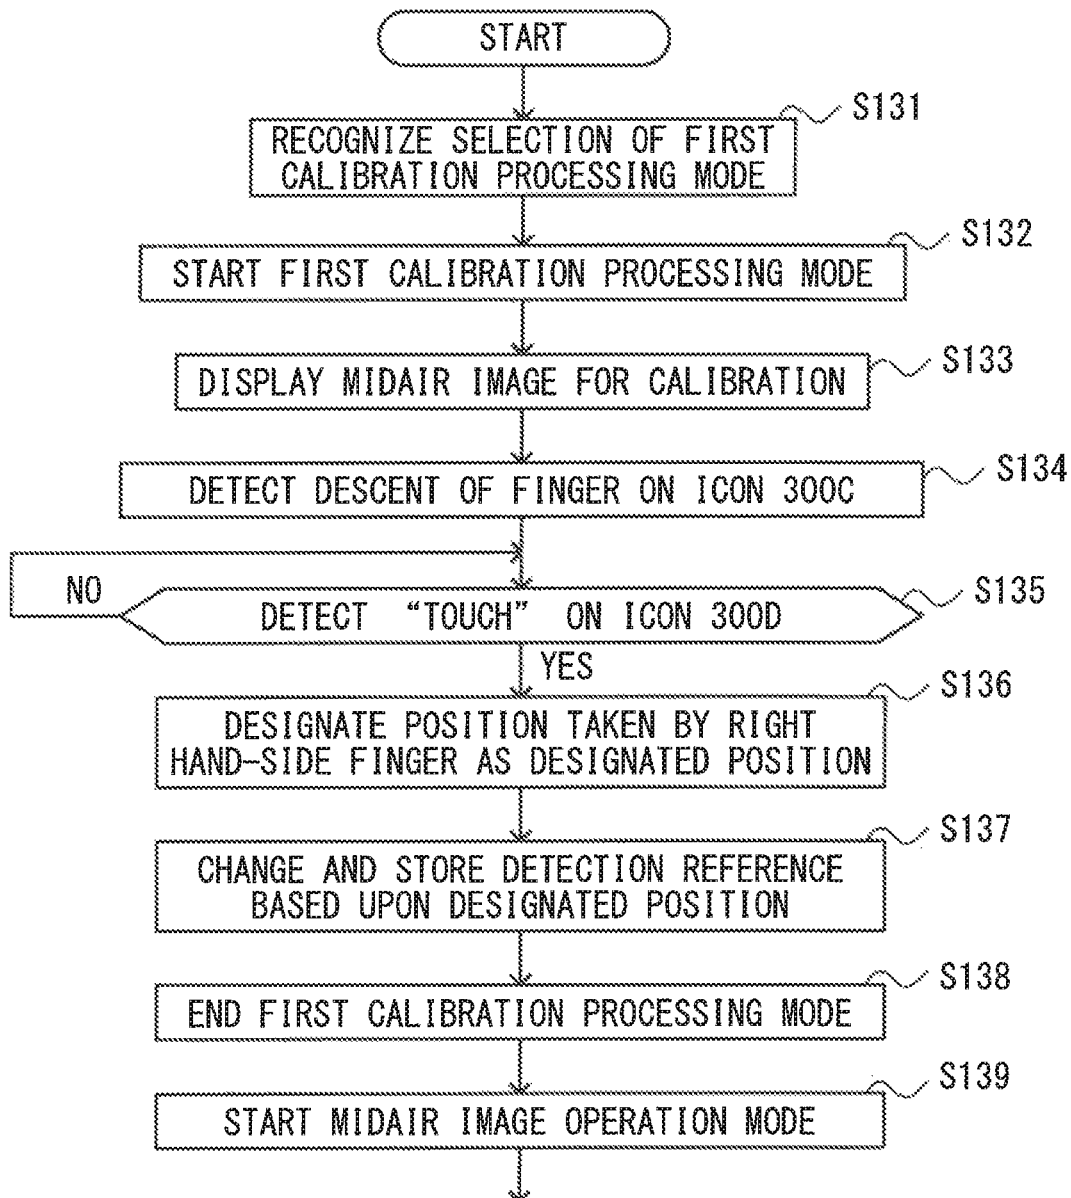 START
S131
RECOGNIZE SELECTION OF FIRST
CALIBRATION PROCESSING MODE
S132
START FIRST CALIBRATION PROCESSING MODE
S133
DISPLAY MIDAIR IMAGE FOR CALIBRATION
S134
DETECT DESCENT OF FINGER ON ICON 300C
NO
S135
DETECT “TOUCH” ON ICON 300D
YES
S136
DESIGNATE POSITION TAKEN BY RIGHT
HAND-SIDE FINGER AS DESIGNATED POSITION
S137
CHANGE AND STORE DETECTION REFERENCE
BASED UPON DESIGNATED POSITION
S138
END FIRST CALIBRATION PROCESSING MODE
S139
START MIDAIR IMAGE OPERATION MODE